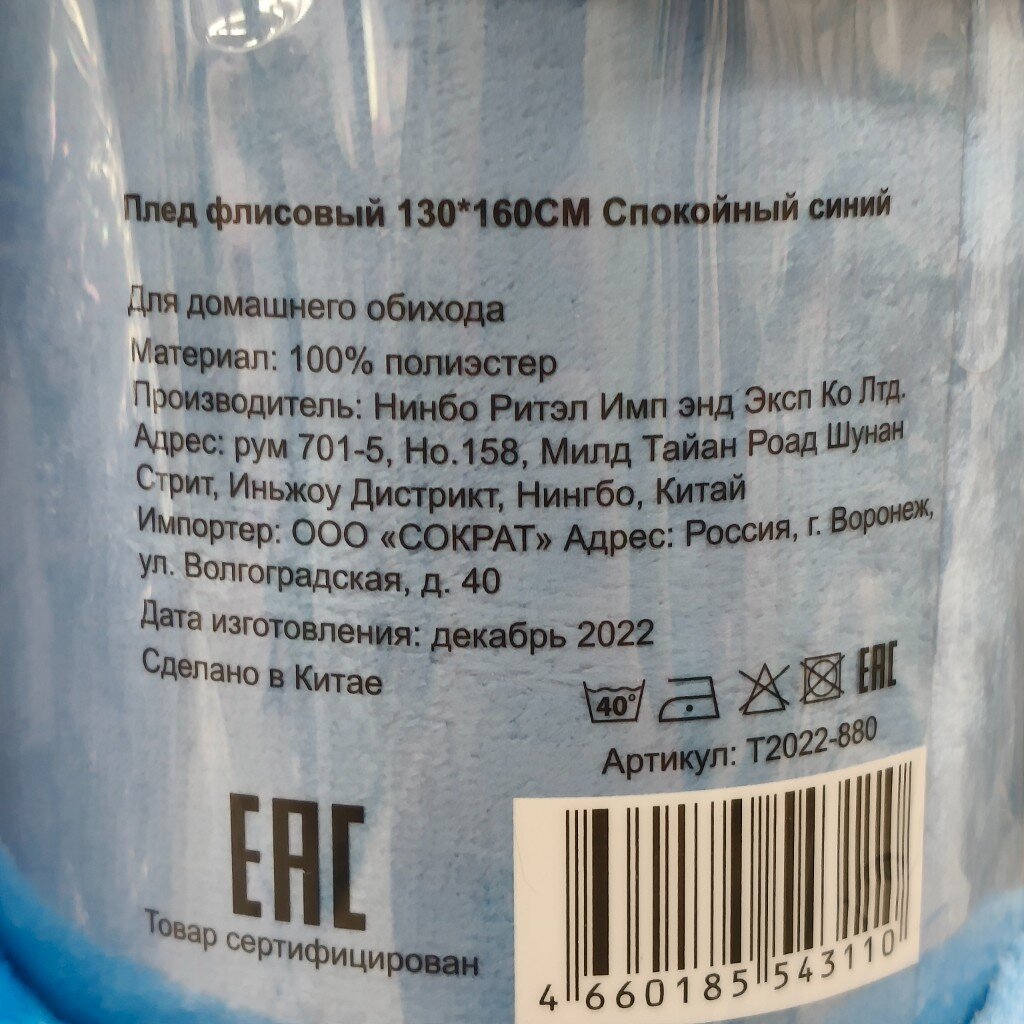 Плед флисовый 130*160СМ Спокойный синий
Для домашнего обихода
Материал: 100% полиэстер
Производитель: Нинбо Ритэл Имп энд Эксп Ко Лтд.
Адрес: рум 701-5, Но.158, Милд Тайан Роад Шунан
Стрит, Иньжоу Дистрикт, Нингбо, Китай
Импортер: ООО «СОКРАТ» Адрес: Россия, г. Воронеж,
ул. Волгоградская, д. 40
Дата изготовления: декабрь 2022
Сделано в Китае
40° EAC
Артикул: Т2022-880
EAC
Товар сертифицирован
4 660185 543110